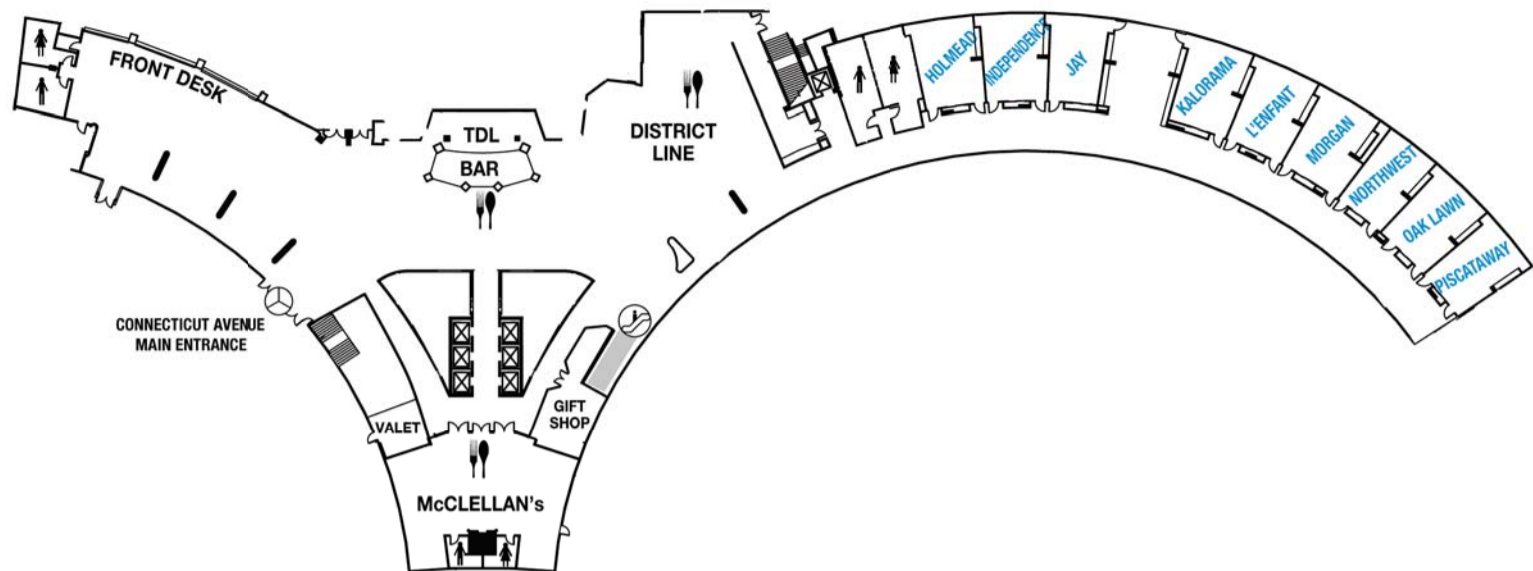 FRONT DESK
TDL
BAR
DISTRICT
LINE
HOLMEAD
INDEPENDENCE
JAY
KALORAMA
L'ENFANT
MORGAN
NORTHWEST
OAK LAWN
PISCATAWAY
CONNECTICUT AVENUE
MAIN ENTRANCE
VALET
GIFT
SHOP
i
McCLELLAN's